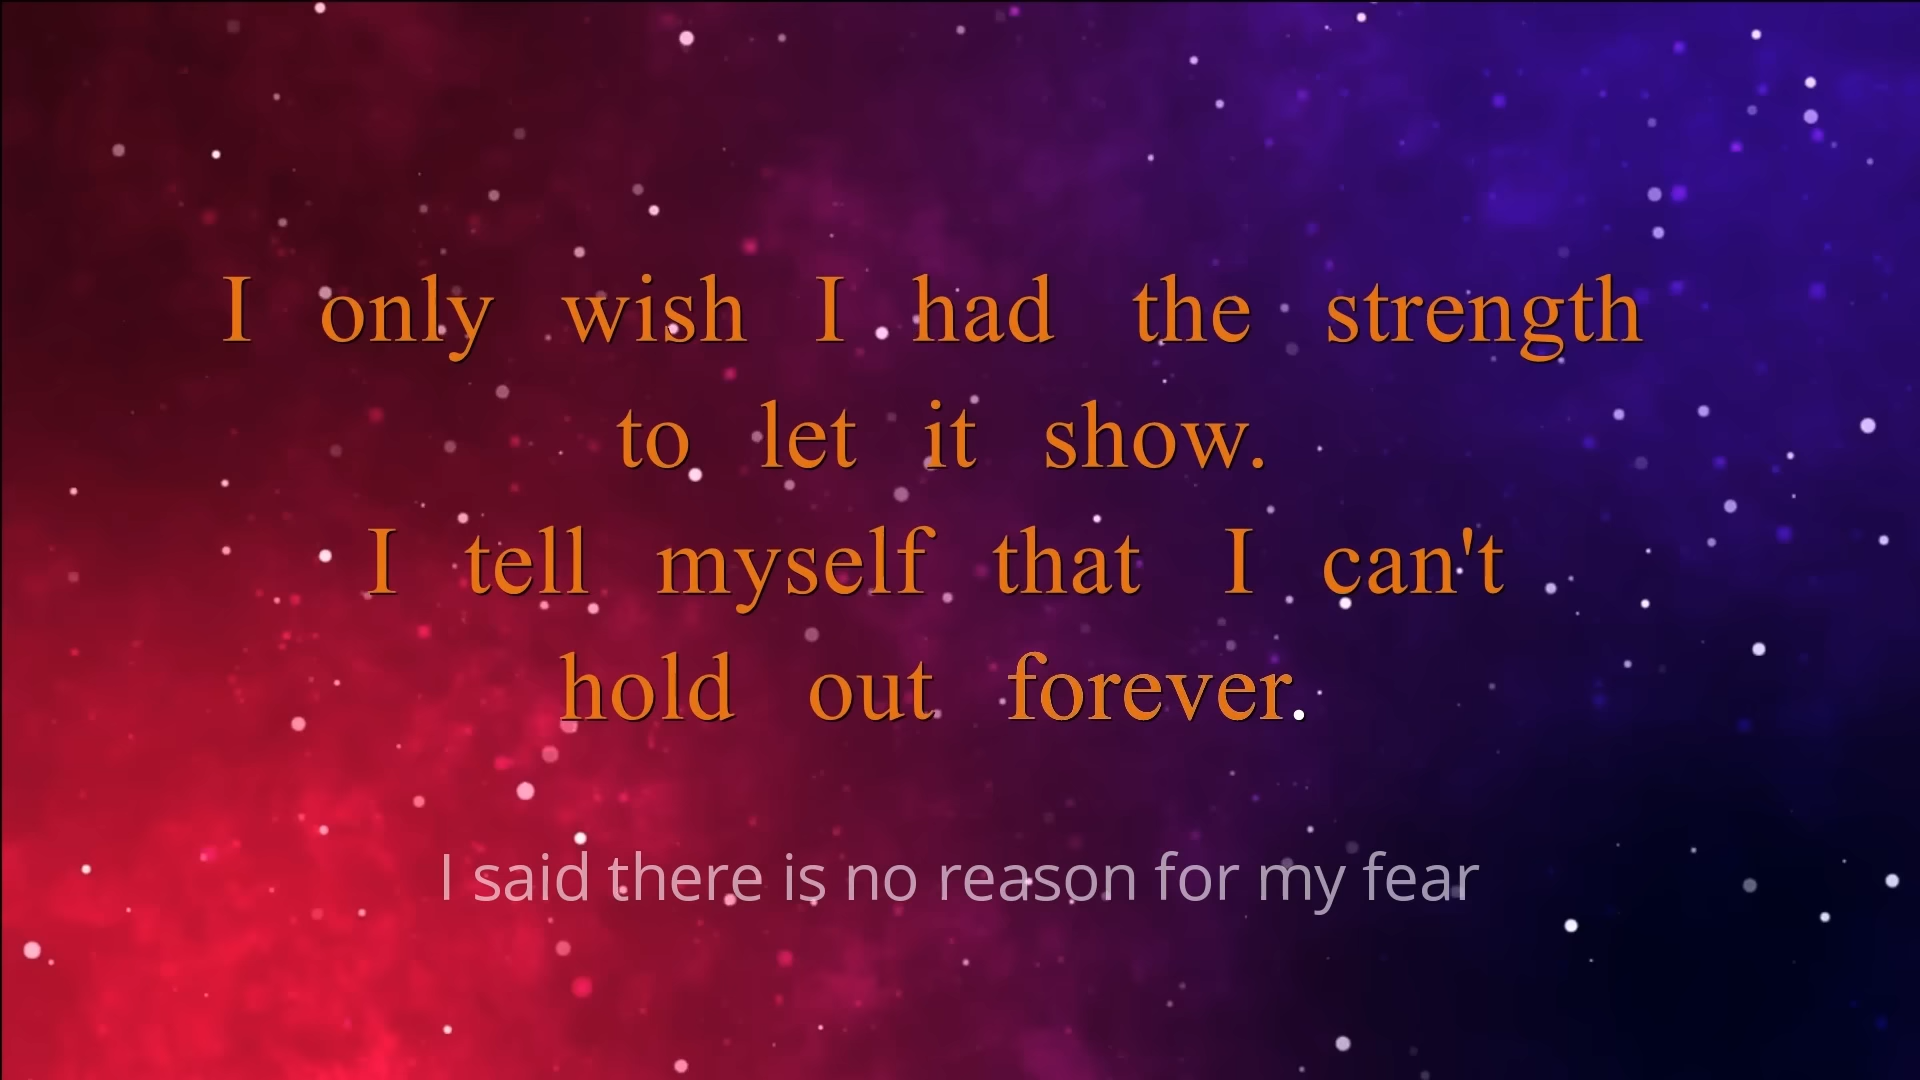 I only wish I had the strength
to let it show.
I tell myself that I can't
hold out forever.
I said there is no reason for my fear